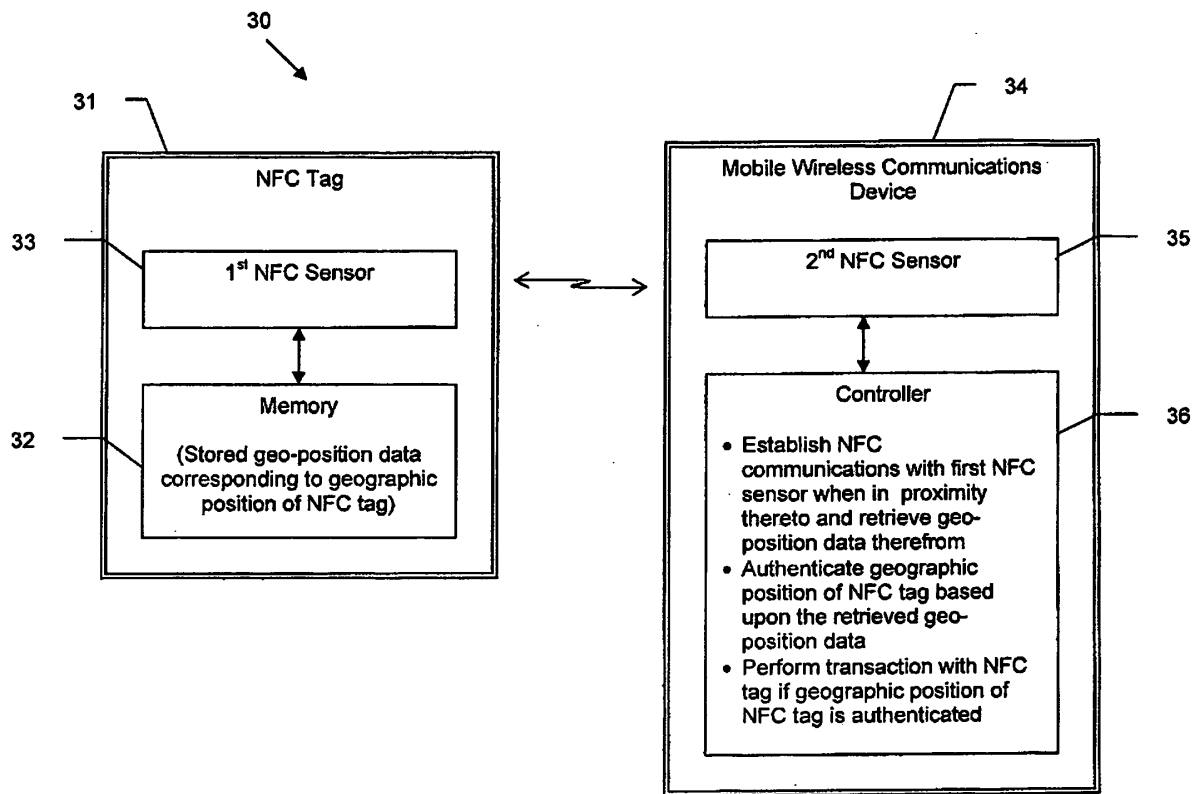 30
31
34
NFC Tag
Mobile Wireless Communications
Device
33
35
1st NFC Sensor
2nd NFC Sensor
Memory
(Stored geo-position data
corresponding to geographic
position of NFC tag)
32
Controller
36
• Establish NFC
communications with first NFC
sensor when in proximity
thereto and retrieve geo-
position data therefrom
• Authenticate geographic
position of NFC tag based
upon the retrieved geo-
position data
• Perform transaction with NFC
tag if geographic position of
NFC tag is authenticated